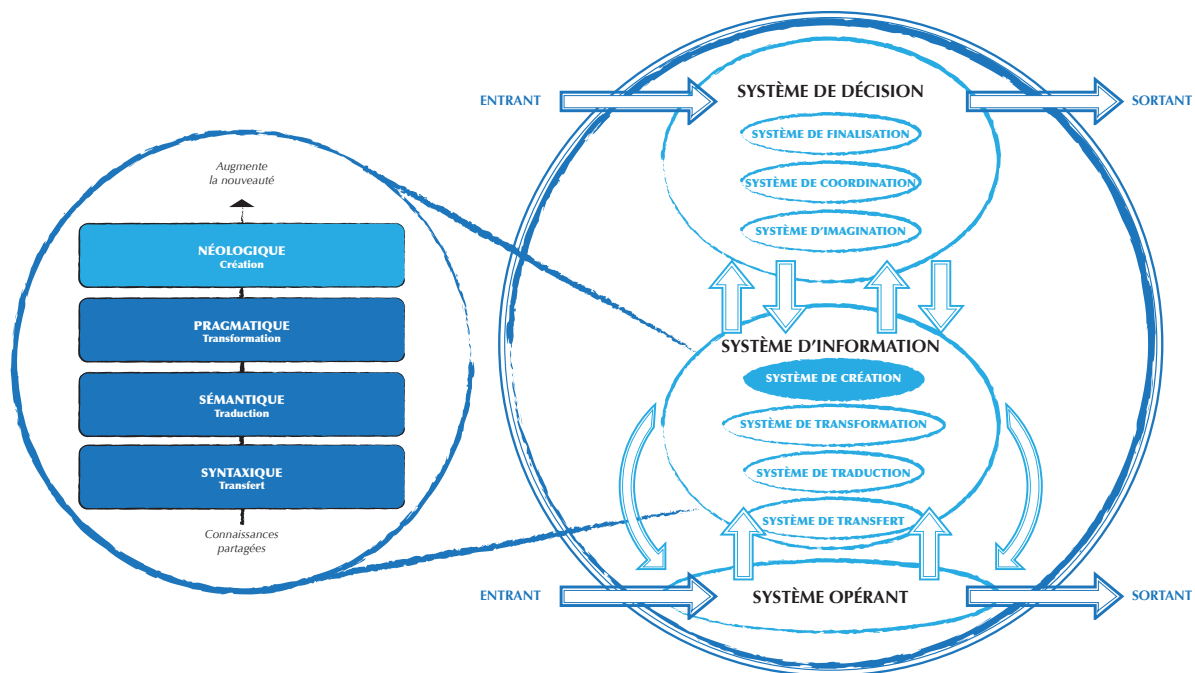 Augmente
la nouveauté
NÉOLOGIQUE
Création
PRAGMATIQUE
Transformation
SÉMANTIQUE
Traduction
SYNTAXIQUE
Transfert
Connaissances
partagées
ENTRANT
SYSTÈME DE DÉCISION
SORTANT
SYSTÈME DE FINALISATION
SYSTÈME DE COORDINATION
SYSTÈME D'IMAGINATION
SYSTÈME D'INFORMATION
SYSTÈME DE CRÉATION
SYSTÈME DE TRANSFORMATION
SYSTÈME DE TRADUCTION
SYSTÈME DE TRANSFERT
ENTRANT
SYSTÈME OPÉRANT
SORTANT